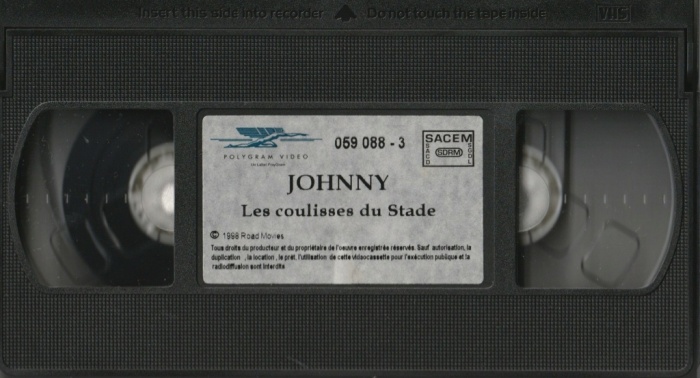 Insert this side into recorder Do not touch the tape inside VHS
059 088 - 3
SACEM
SACD SDRM SGDL
POLYGRAM VIDEO
JOHNNY
Les coulisses du Stade
© 1998 Road Movies
Tous droits du producteur et du propriétaire de l'oeuvre enregistrée réservés. Sauf autorisation, la
duplication , la location , le prêt, l'utilisation de cette vidéocassette pour l'exécution publique et la
radiodiffusion sont interdits